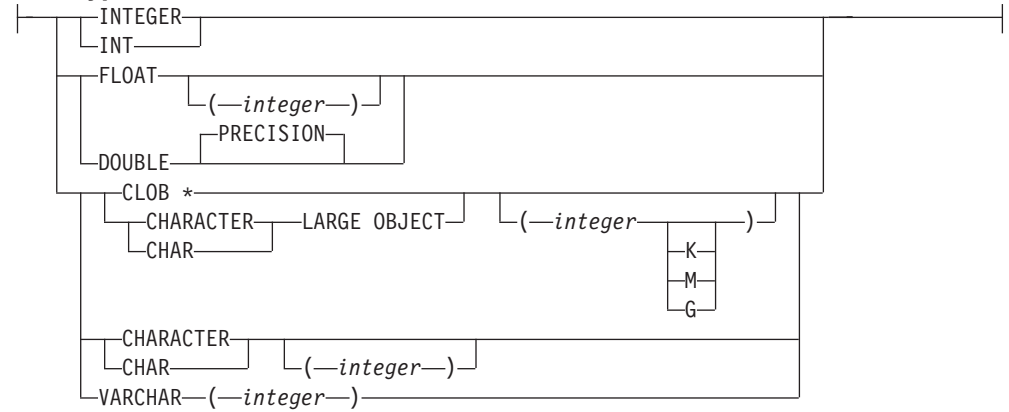 INTEGER
INT
FLOAT
( integer )
PRECISION
DOUBLE
CLOB *
CHARACTER LARGE OBJECT ( integer )
CHAR K
M
G
CHARACTER
CHAR ( integer )
VARCHAR ( integer )